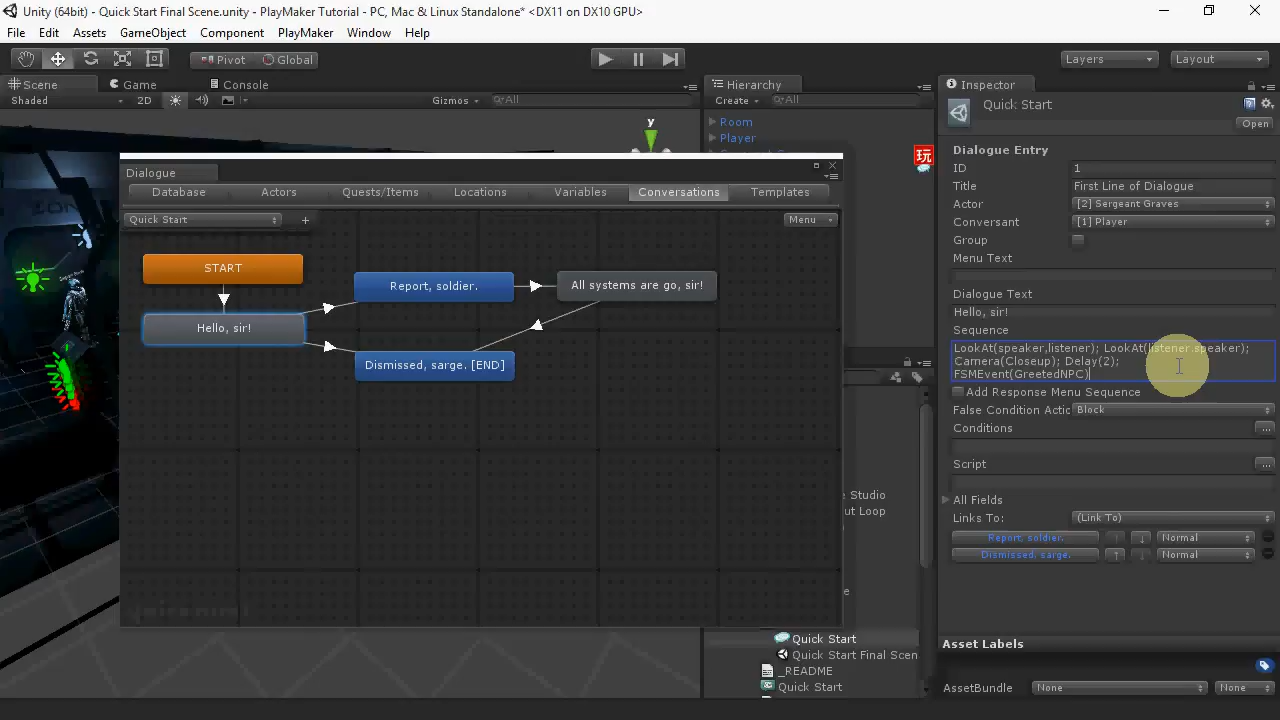 Unity (64bit) - Quick Start Final Scene.unity - PlayMaker Tutorial - PC, Mac & Linux Standalone* <DX11 on DX10 GPU>
File Edit Assets GameObject Component PlayMaker Window Help
Pivot Global Layers Layout
Scene Game Console Hierarchy Inspector
Shaded 2D Gizmos All Create All
Quick Start
Open
Room
Player
玩
Dialogue
Database Actors Quests/Items Locations Variables Conversations Templates
Quick Start + Menu
START
Report, soldier.
All systems are go, sir!
Hello, sir!
Dismissed, sarge. [END]
Dialogue Entry
ID 1
Title First Line of Dialogue
Actor [2] Sergeant Graves
Conversant [1] Player
Group
Menu Text
Dialogue Text
Hello, sir!
Sequence
LookAt(speaker,listener); LookAt(listener.speaker);
Camera(Closeup); Delay(2);
FSMEvent(GreetedNPC)
Add Response Menu Sequence
False Condition Actic Block
Conditions ...
Script ...
All Fields
Links To: (Link To)
Report, soldier. ↑ ↓ Normal
Dismissed, sarge. ↑ ↓ Normal
e Studio
out Loop
e
Quick Start
Quick Start Final Scen
_README
Quick Start
Asset Labels
AssetBundle None None